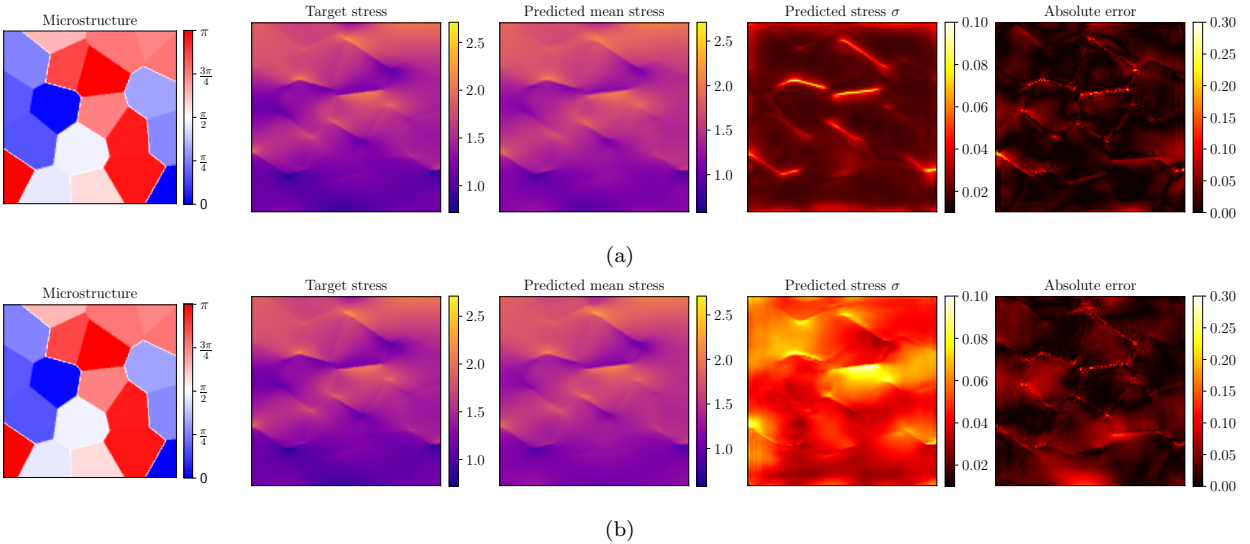 Microstructure Target stress Predicted mean stress Predicted stress σ Absolute error
π 2.5 2.5 0.10 0.30
3π/4 0.08 0.25
2.0 2.0 0.20
π/2 0.06
1.5 1.5 0.15
π/4 0.04 0.10
1.0 1.0 0.02 0.05
0 0.00
(a)
Microstructure Target stress Predicted mean stress Predicted stress σ Absolute error
π 2.5 2.5 0.10 0.30
3π/4 0.08 0.25
2.0 2.0 0.20
π/2 0.06
1.5 1.5 0.15
π/4 0.04 0.10
1.0 1.0 0.02 0.05
0 0.00
(b)